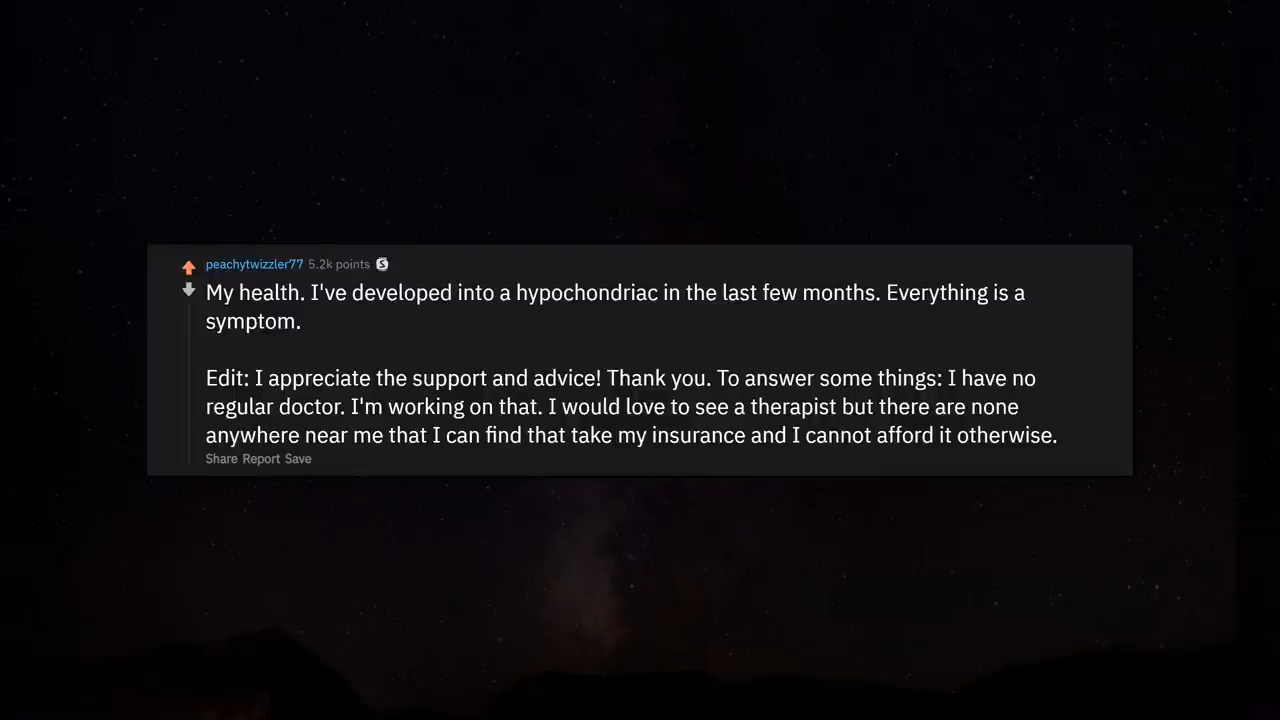 peachytwizzler77 5.2k points S
My health. I've developed into a hypochondriac in the last few months. Everything is a
symptom.
Edit: I appreciate the support and advice! Thank you. To answer some things: I have no
regular doctor. I'm working on that. I would love to see a therapist but there are none
anywhere near me that I can find that take my insurance and I cannot afford it otherwise.
Share Report Save